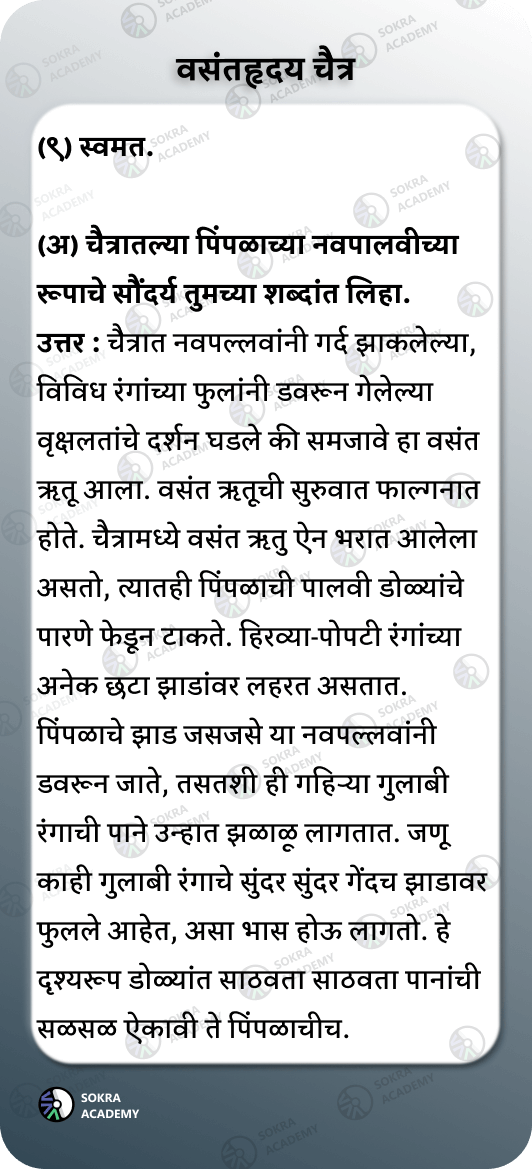 वसंतहृदय चैत्र
(९) स्वमत.
(अ) चैत्रातल्या पिंपळाच्या नवपालवीच्या
रूपाचे सौंदर्य तुमच्या शब्दांत लिहा.
उत्तर : चैत्रात नवपल्लवांनी गर्द झाकलेल्या,
विविध रंगांच्या फुलांनी डवरून गेलेल्या
वृक्षलतांचे दर्शन घडले की समजावे हा वसंत
ऋतू आला. वसंत ऋतूची सुरुवात फाल्गनात
होते. चैत्रामध्ये वसंत ऋतु ऐन भरात आलेला
असतो, त्यातही पिंपळाची पालवी डोळ्यांचे
पारणे फेडून टाकते. हिरव्या-पोपटी रंगांच्या
अनेक छटा झाडांवर लहरत असतात.
पिंपळाचे झाड जसजसे या नवपल्लवांनी
डवरून जाते, तसतशी ही गहिऱ्या गुलाबी
रंगाची पाने उन्हात झळाळू लागतात. जणू
काही गुलाबी रंगाचे सुंदर सुंदर गेंदच झाडावर
फुलले आहेत, असा भास होऊ लागतो. हे
दृश्यरूप डोळ्यांत साठवता साठवता पानांची
सळसळ ऐकावी ते पिंपळाचीच.
SOKRA
ACADEMY